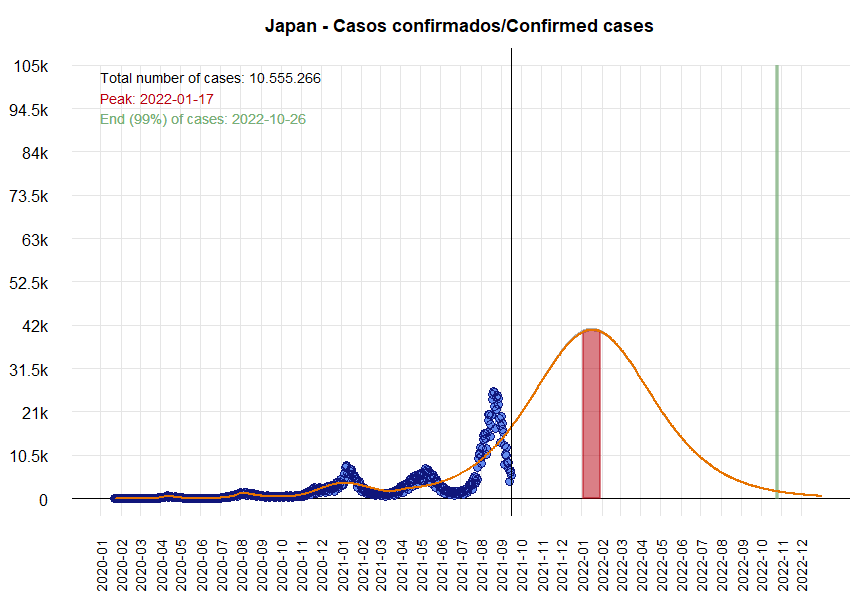 Japan - Casos confirmados/Confirmed cases
105k
Total number of cases: 10.555.266
Peak: 2022-01-17
94.5k
End (99%) of cases: 2022-10-26
84k
73.5k
63k
52.5k
42k
31.5k
21k
10.5k
0
2020-01
2020-02
2020-03
2020-04
2020-05
2020-06
2020-07
2020-08
2020-09
2020-10
2020-11
2020-12
2021-01
2021-02
2021-03
2021-04
2021-05
2021-06
2021-07
2021-08
2021-09
2021-10
2021-11
2021-12
2022-01
2022-02
2022-03
2022-04
2022-05
2022-06
2022-07
2022-08
2022-09
2022-10
2022-11
2022-12